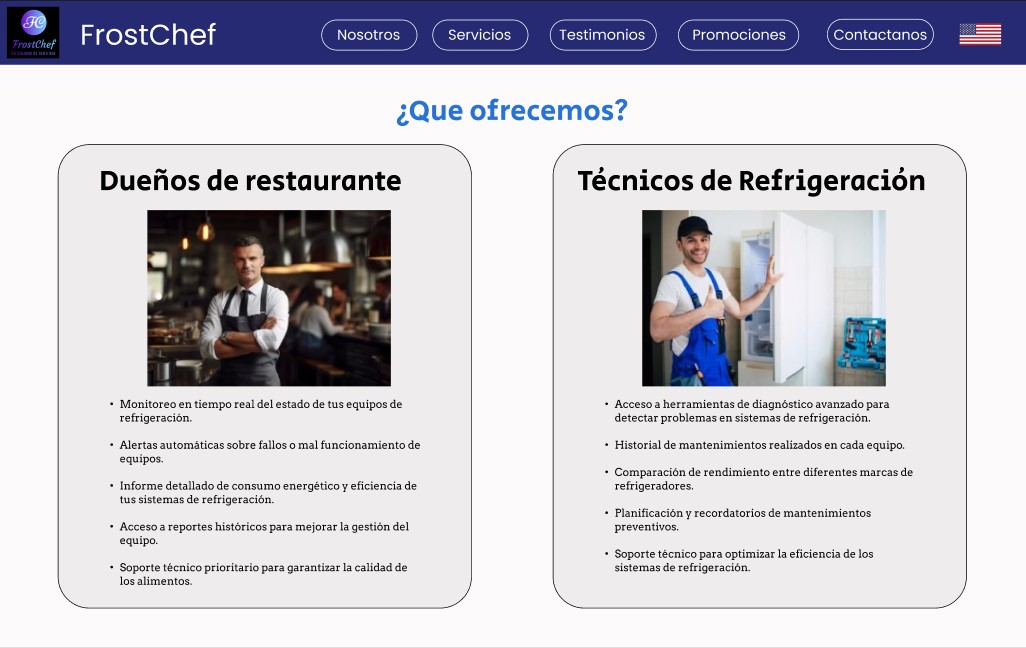 FrostChef
FrostChef
Nosotros
Servicios
Testimonios
Promociones
Contactanos
¿Que ofrecemos?
Dueños de restaurante
• Monitoreo en tiempo real del estado de tus equipos de
refrigeración.
• Alertas automáticas sobre fallos o mal funcionamiento de
equipos.
• Informe detallado de consumo energético y eficiencia de
tus sistemas de refrigeración.
• Acceso a reportes históricos para mejorar la gestión del
equipo.
• Soporte técnico prioritario para garantizar la calidad de
los alimentos.
Técnicos de Refrigeración
• Acceso a herramientas de diagnóstico avanzado para
detectar problemas en sistemas de refrigeración.
• Historial de mantenimientos realizados en cada equipo.
• Comparación de rendimiento entre diferentes marcas de
refrigeradores.
• Planificación y recordatorios de mantenimientos
preventivos.
• Soporte técnico para optimizar la eficiencia de los
sistemas de refrigeración.